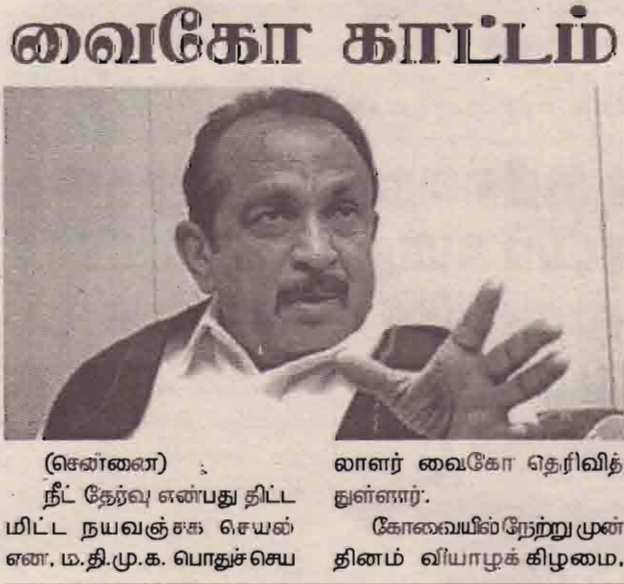 வைகோ காட்டம்
(சென்னை)
நீட் தேர்வு என்பது திட்ட
மிட்ட நயவஞ்சக செயல்
என, ம.தி.மு.க. பொதுச்செய
லாளர் வைகோ தெரிவித்
துள்ளார்.
கோவையில் நேற்று முன்
தினம் வியாழக் கிழமை,